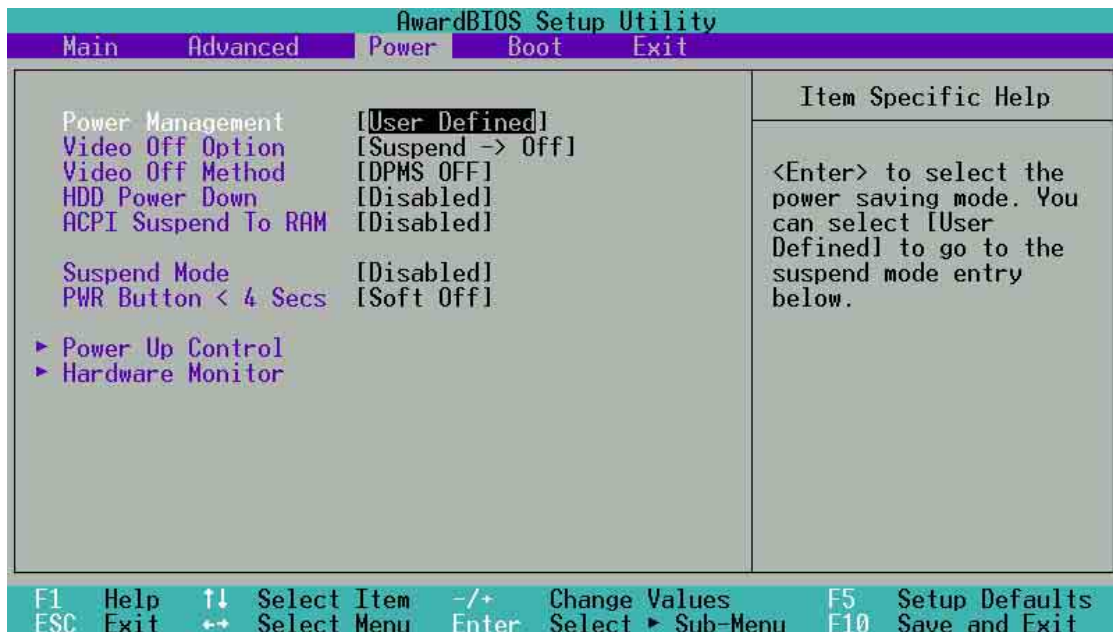 AwardBIOS Setup Utility
Main Advanced Power Boot Exit
Power Management [User Defined]
Video Off Option [Suspend -> Off]
Video Off Method [DPMS OFF]
HDD Power Down [Disabled]
ACPI Suspend To RAM [Disabled]
Suspend Mode [Disabled]
PWR Button < 4 Secs [Soft Off]
▶ Power Up Control
▶ Hardware Monitor
Item Specific Help
<Enter> to select the
power saving mode. You
can select [User
Defined] to go to the
suspend mode entry
below.
F1 Help ↑↓ Select Item -/+ Change Values F5 Setup Defaults
ESC Exit ←→ Select Menu Enter Select ▶ Sub-Menu F10 Save and Exit